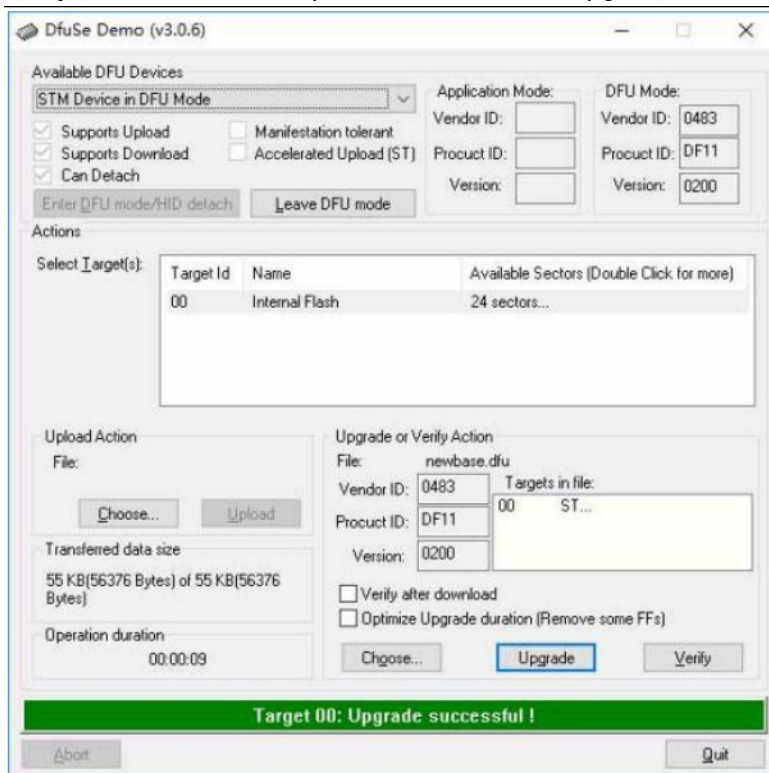 DfuSe Demo (v3.0.6)
Available DFU Devices
STM Device in DFU Mode
Supports Upload
Manifestation tolerant
Supports Download
Accelerated Upload (ST)
Can Detach
Enter DFU mode/HID detach
Leave DFU mode
Application Mode:
Vendor ID:
Procuct ID:
Version:
DFU Mode:
Vendor ID: 0483
Procuct ID: DF11
Version: 0200
Actions
Select Target(s):
Target Id Name Available Sectors (Double Click for more)
00 Internal Flash 24 sectors...
Upload Action
File:
Choose... Upload
Transferred data size
55 KB(56376 Bytes) of 55 KB(56376
Bytes)
Operation duration
00:00:09
Upgrade or Verify Action
File: newbase.dfu
Vendor ID: 0483
Procuct ID: DF11
Version: 0200
Targets in file:
00 ST...
Verify after download
Optimize Upgrade duration (Remove some FFs)
Choose... Upgrade Verify
Target 00: Upgrade successful !
Abort Quit